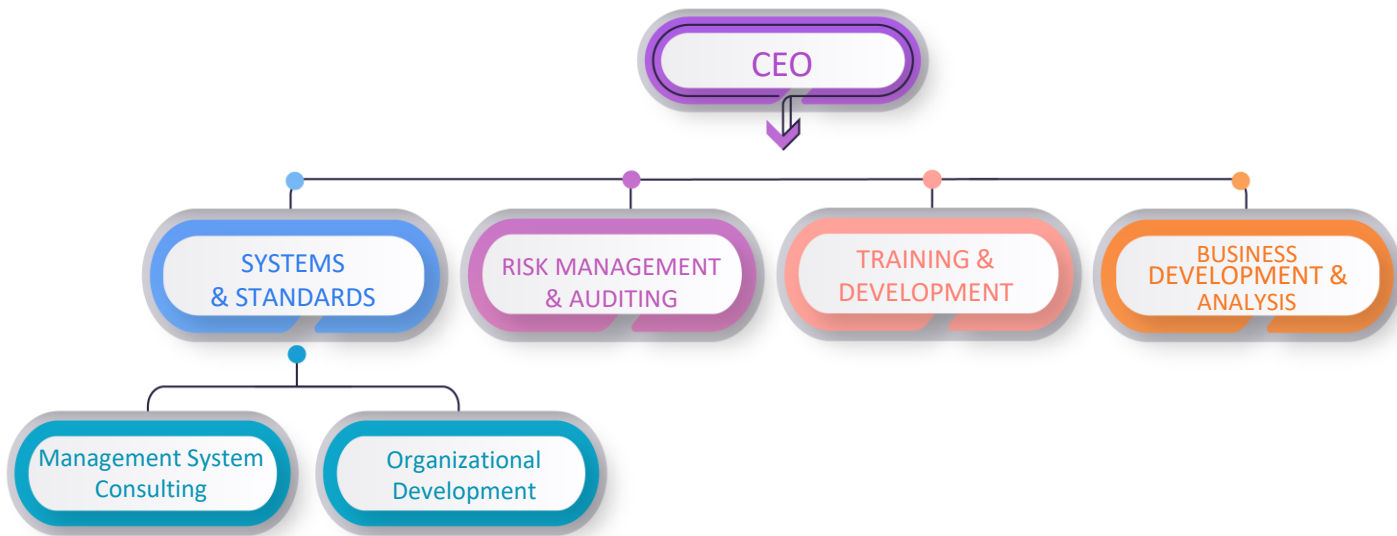 CEO
SYSTEMS
& STANDARDS
RISK MANAGEMENT
& AUDITING
TRAINING &
DEVELOPMENT
BUSINESS
DEVELOPMENT &
ANALYSIS
Management System
Consulting
Organizational
Development